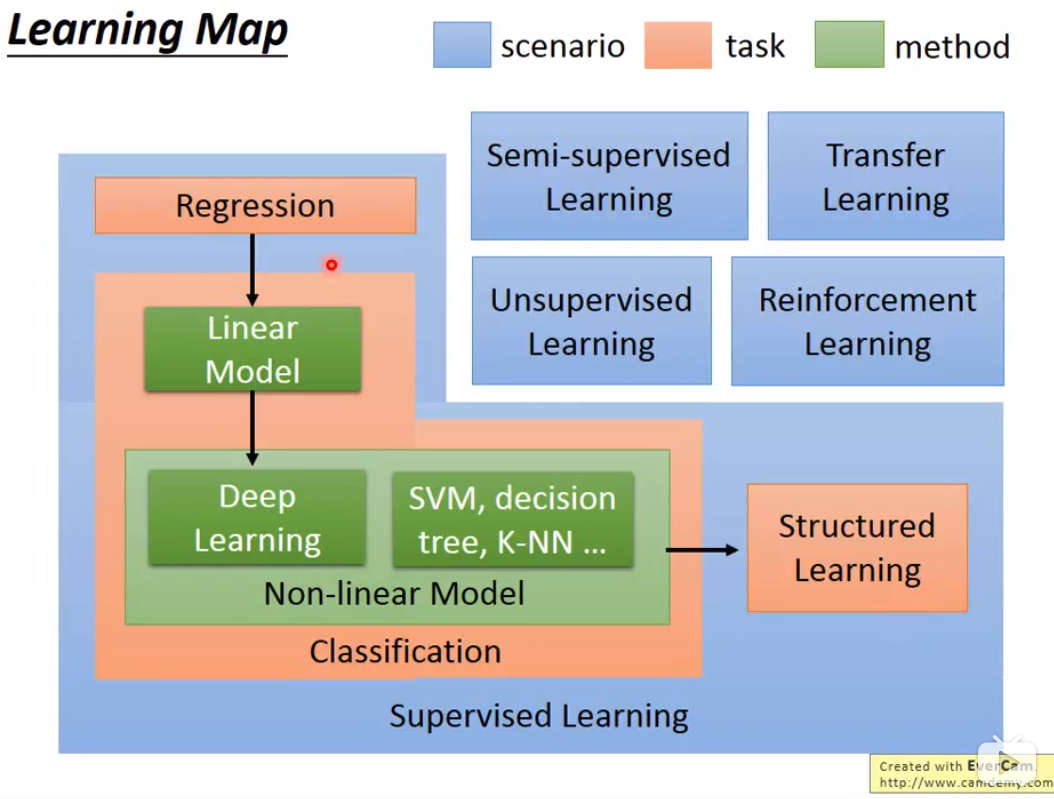 Learning Map
scenario
task
method
Semi-supervised
Learning
Transfer
Learning
Regression
Unsupervised
Learning
Reinforcement
Learning
Linear
Model
Deep
Learning
SVM, decision
tree, K-NN ...
Non-linear Model
Structured
Learning
Classification
Supervised Learning
Created with EverCam.
http://www.camdemy.com